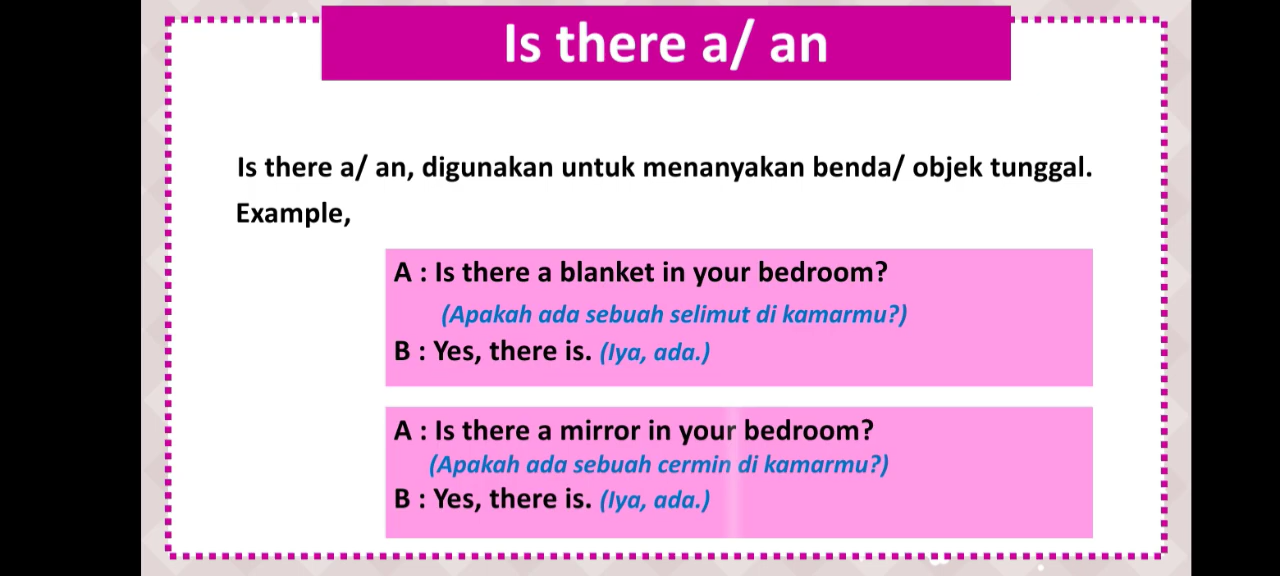 Is there a/ an
Is there a/ an, digunakan untuk menanyakan benda/ objek tunggal.
Example,
A : Is there a blanket in your bedroom?
(Apakah ada sebuah selimut di kamarmu?)
B : Yes, there is. (Iya, ada.)
A : Is there a mirror in your bedroom?
(Apakah ada sebuah cermin di kamarmu?)
B : Yes, there is. (Iya, ada.)